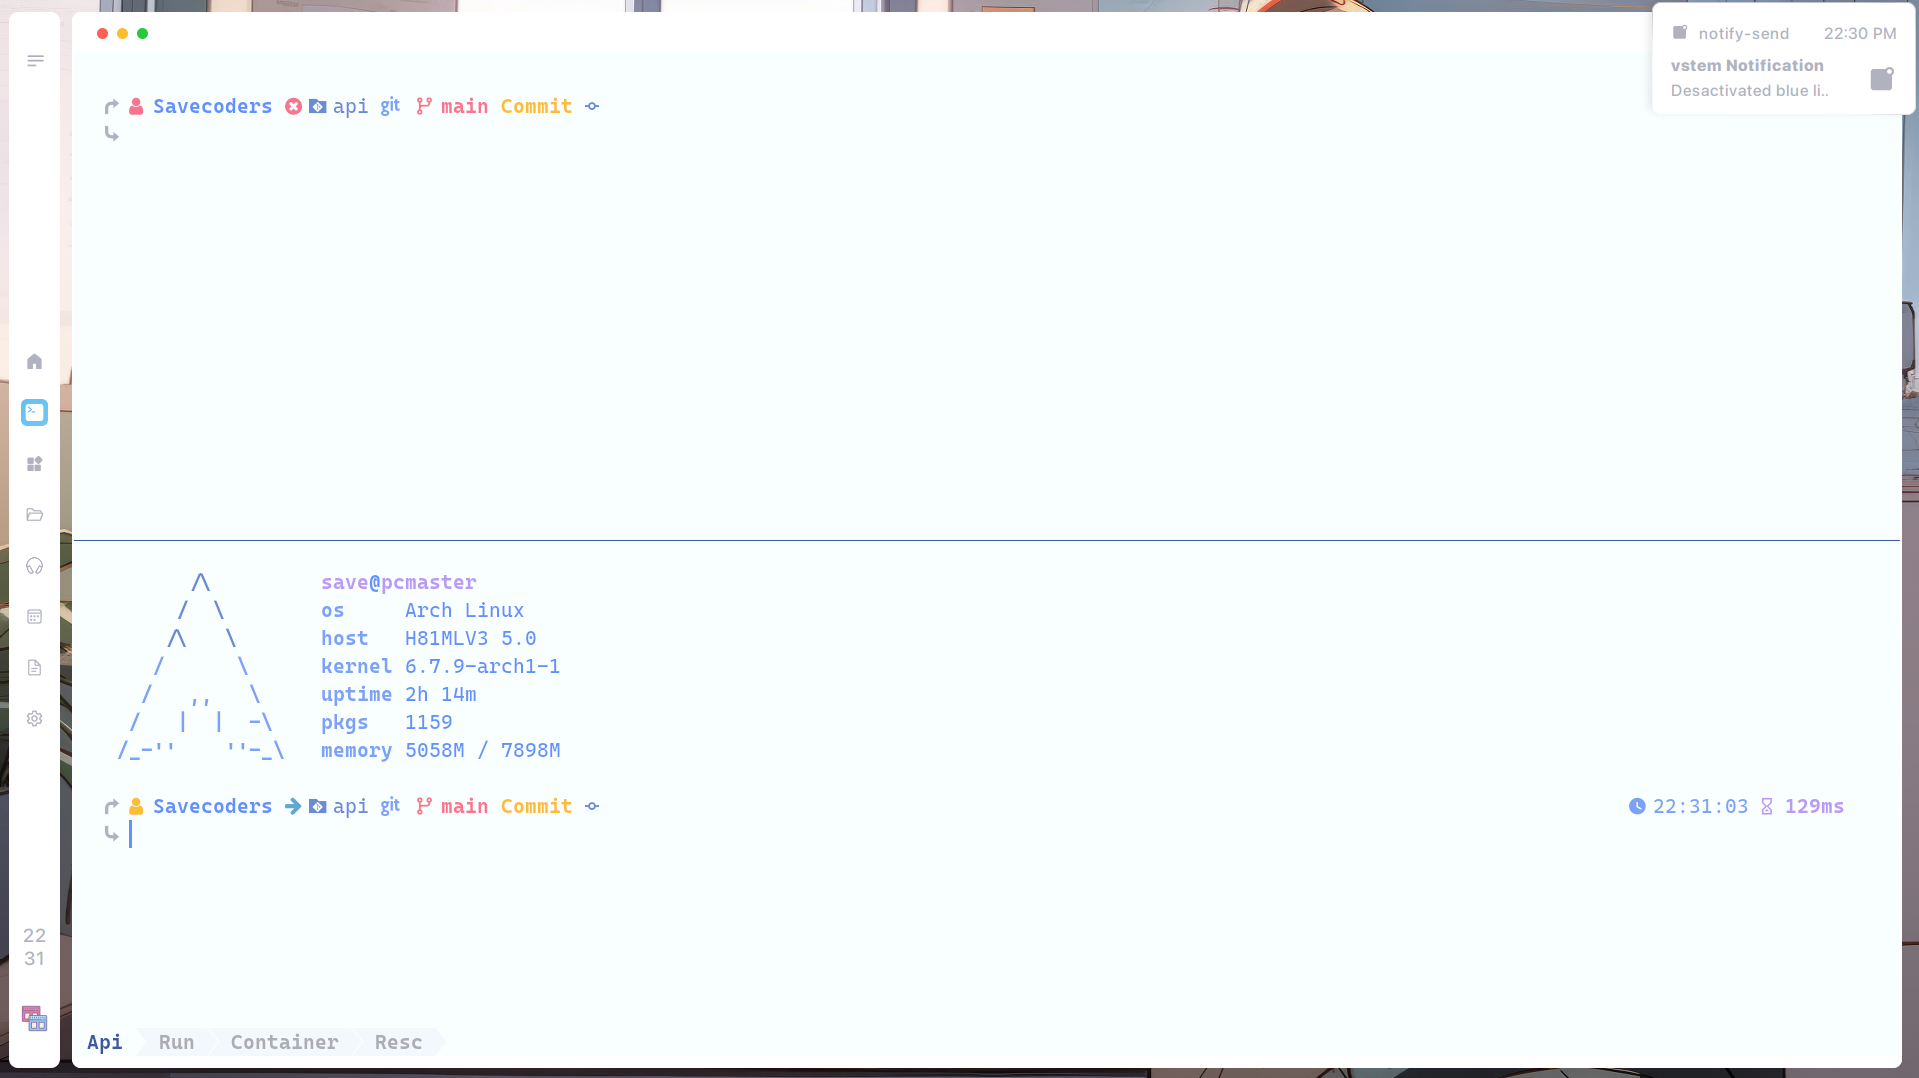 notify-send 22:30 PM
vstem Notification
Desactivated blue li..
Savecoders api git main Commit
save@pcmaster
os Arch Linux
host H81MLV3 5.0
kernel 6.7.9-arch1-1
uptime 2h 14m
pkgs 1159
memory 5058M / 7898M
Savecoders api git main Commit 22:31:03 129ms
22
31
Api Run Container Resc